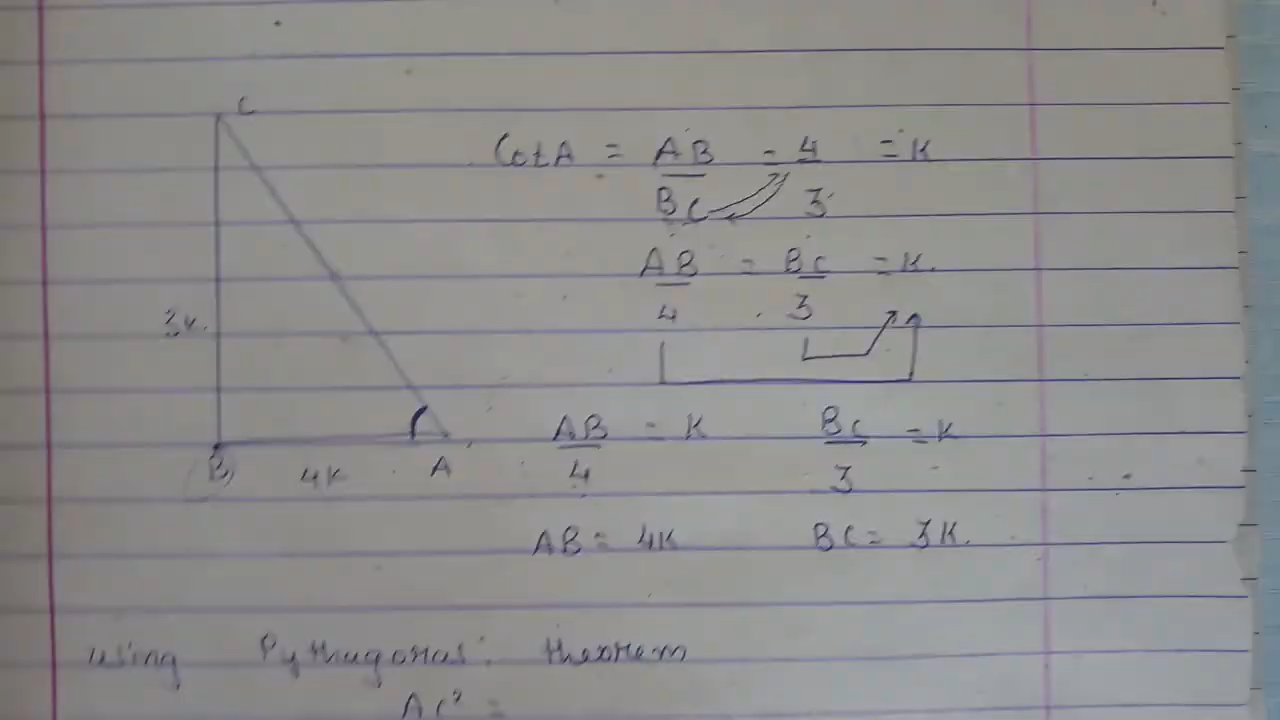 C
CotA = AB = 4 = K
BC 3
AB = BC = K.
4 3
3K.
AB = K BC = K
4 3
B 4K A
AB = 4K BC = 3K.
using Pythagoras theorem
AC² =